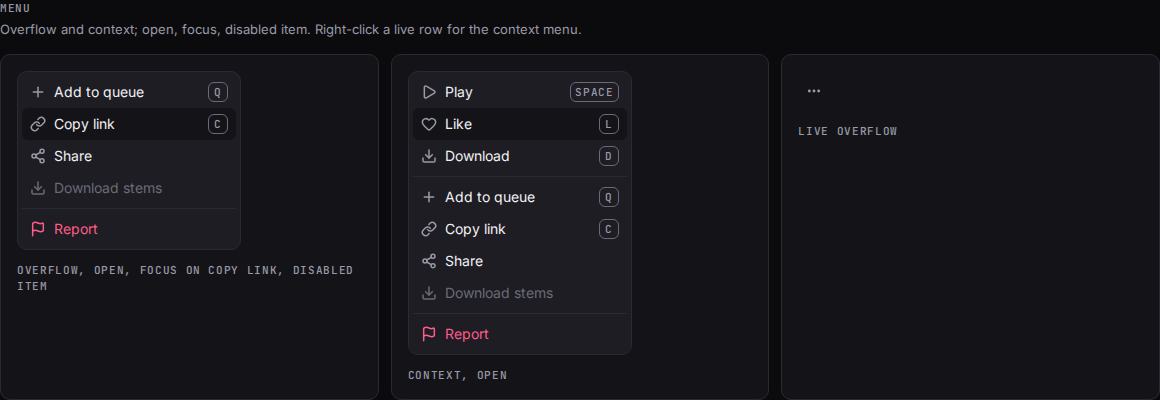 MENU
Overflow and context; open, focus, disabled item. Right-click a live row for the context menu.
Add to queue Q
Copy link C
Share
Download stems
Report
OVERFLOW, OPEN, FOCUS ON COPY LINK, DISABLED
ITEM
Play SPACE
Like L
Download D
Add to queue Q
Copy link C
Share
Download stems
Report
CONTEXT, OPEN
LIVE OVERFLOW